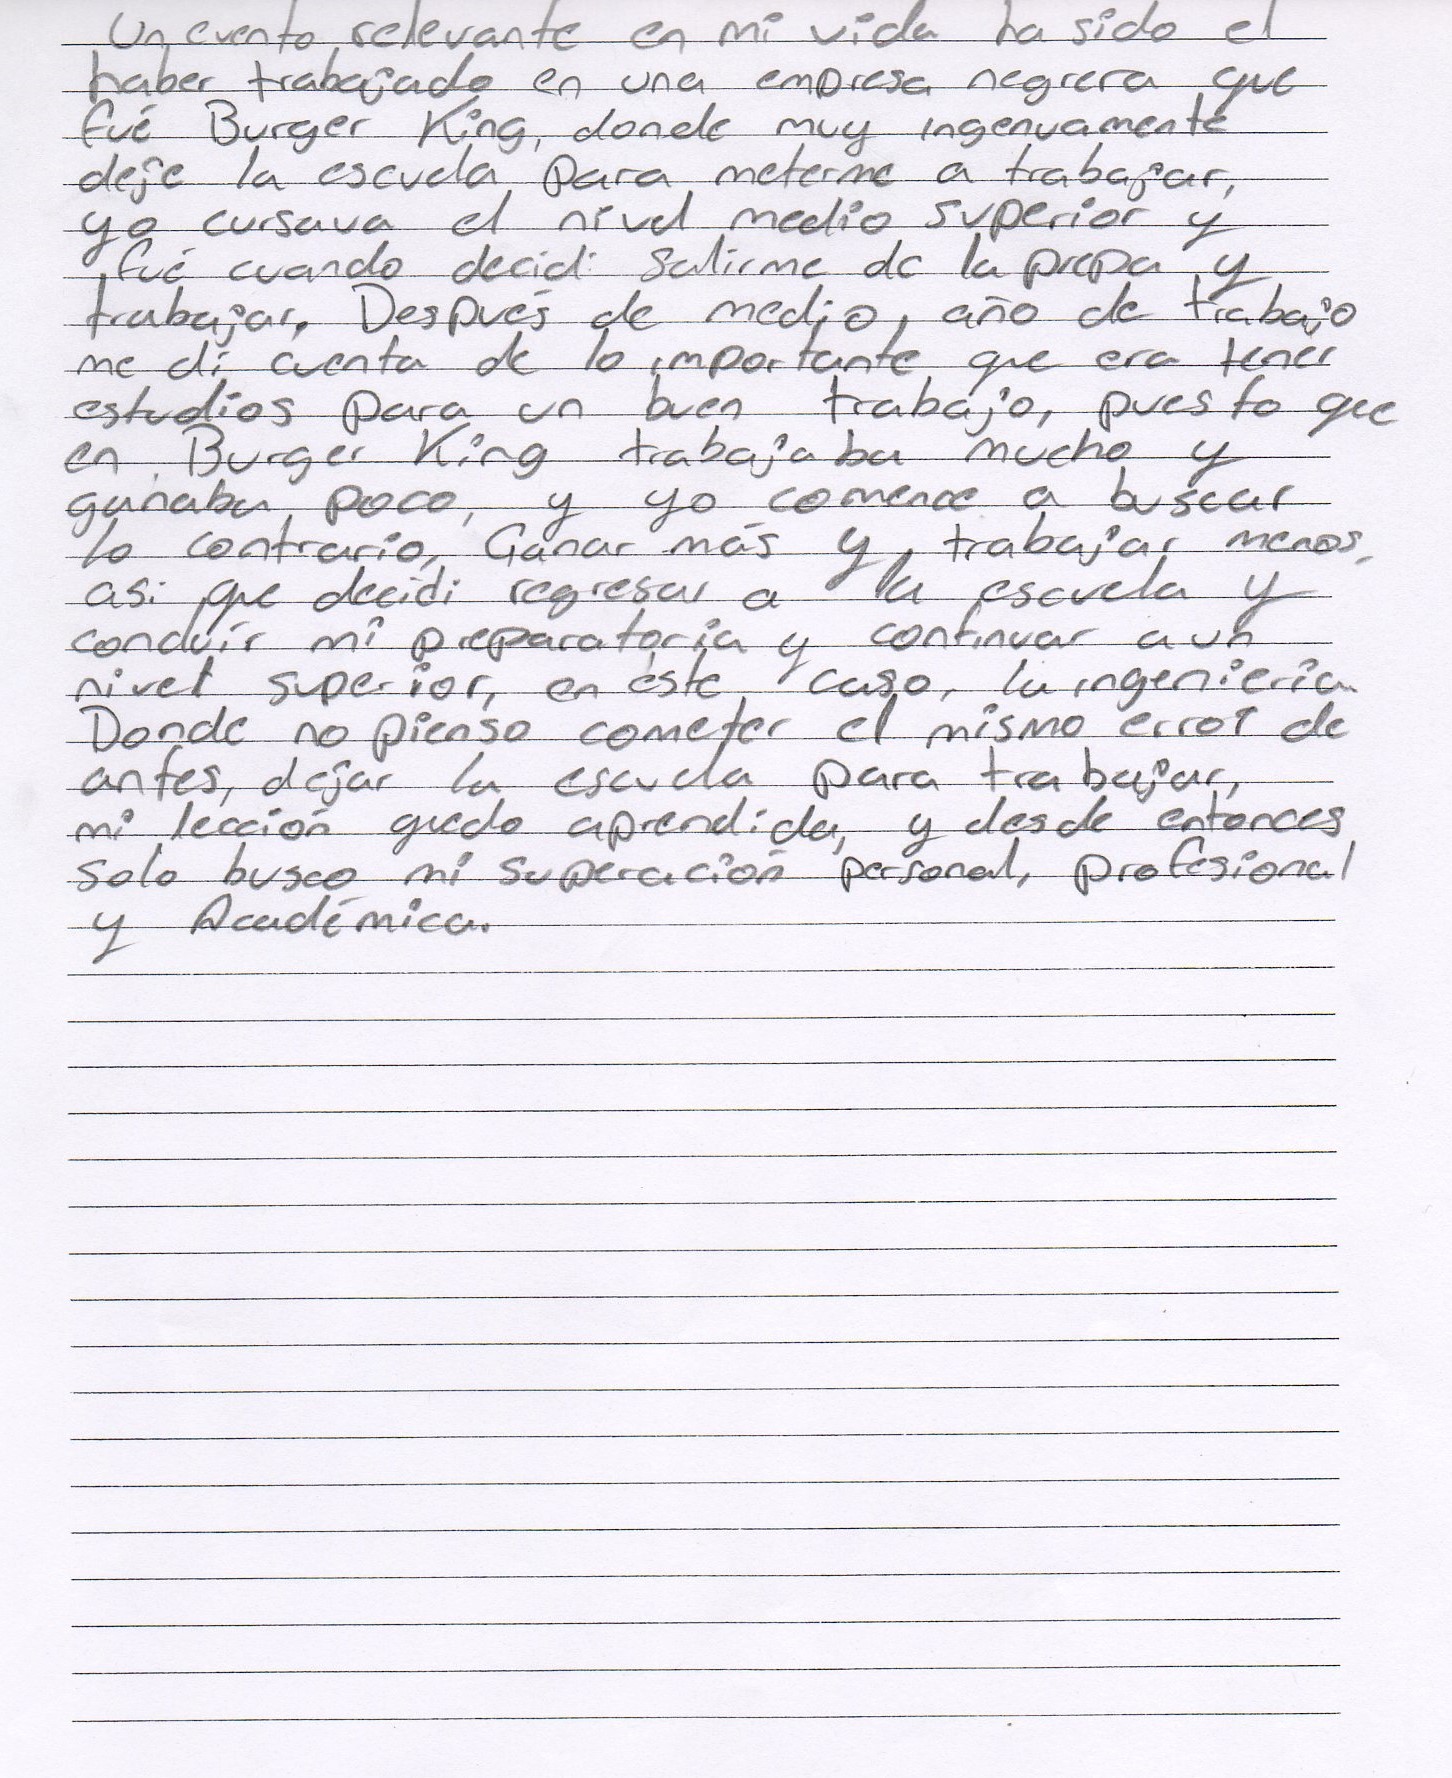 Un evento relevante en mi vida ha sido el
haber trabajado en una empresa negrera que
fué Burger King, donde muy ingenuamente
deje la escuela para meterme a trabajar,
yo cursava el nivel medio superior y
fué cuando decidi salirme de la prepa y
trabajar. Después de medio, año de trabajo
me di cuenta de lo importante que era tener
estudios para un buen trabajo, puesto que
en Burger King trabajaba mucho y
ganaba poco, y yo comence a buscar
lo contrario, Ganar más y trabajar menos,
asi que decidi regresar a la escuela y
concluir mi preparatoria y continuar a un
nivel superior, en éste caso, la ingenieria.
Donde no pienso cometer el mismo error de
antes, dejar la escuela para trabajar,
mi lección quedo aprendida, y desde entonces
solo busco mi superación personal, profesional
y Académica.